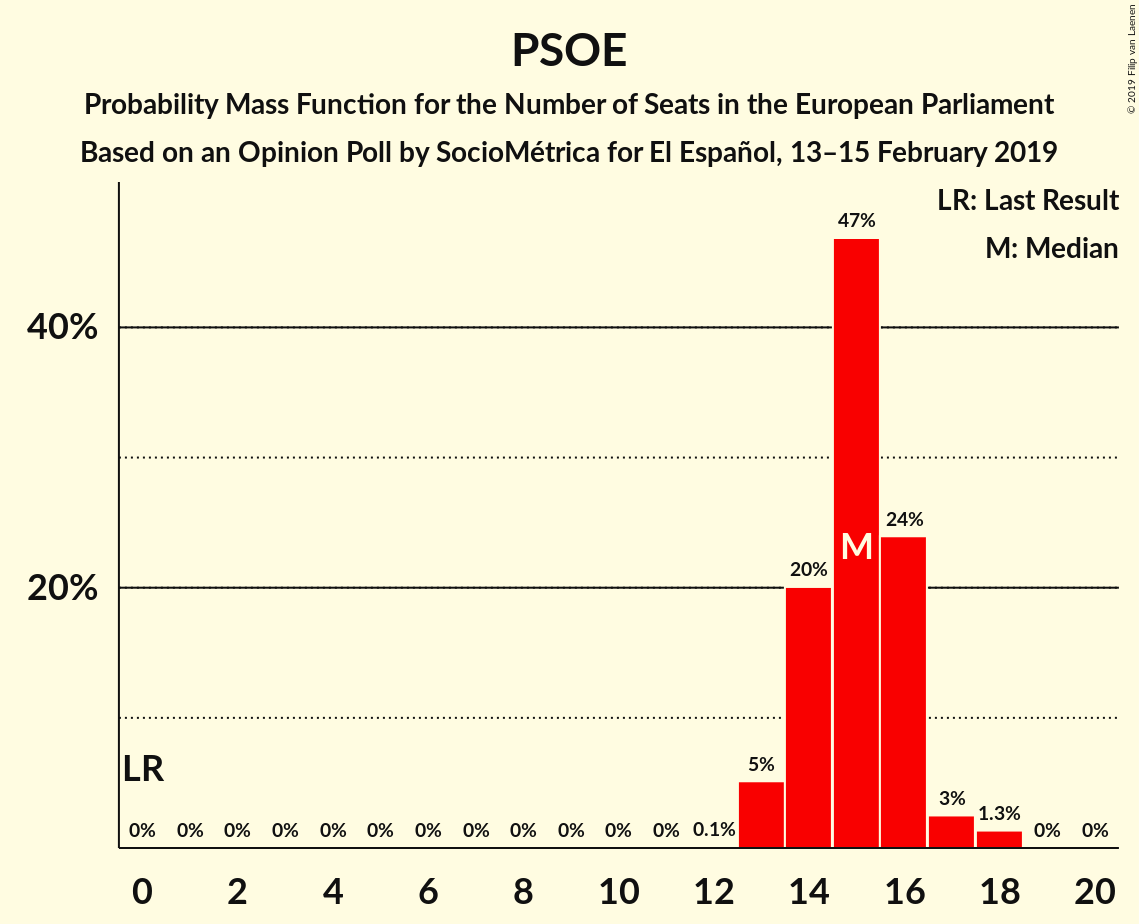 PSOE
Probability Mass Function for the Number of Seats in the European Parliament
Based on an Opinion Poll by SocioMétrica for El Español, 13–15 February 2019
© 2019 Filip van Laenen
LR: Last Result
M: Median
47%
40%
24%
M
20%
20%
LR
5%
3%
1.3%
0% 0% 0% 0% 0% 0% 0% 0% 0% 0% 0% 0% 0.1% 0% 0%
0 2 4 6 8 10 12 14 16 18 20